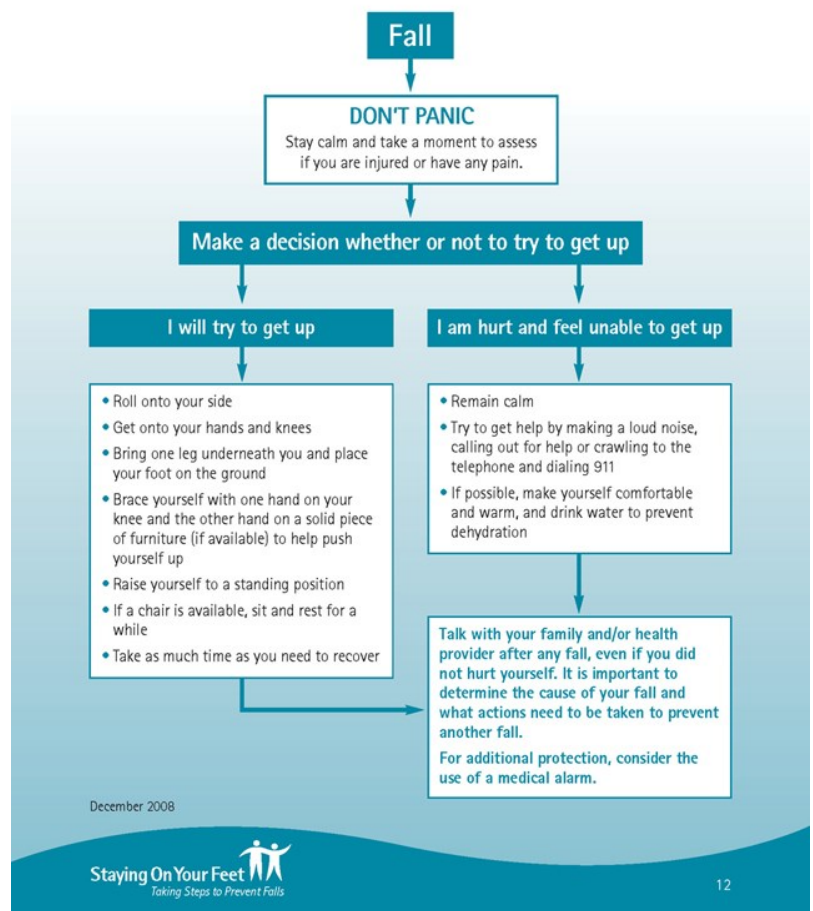 Fall
DON'T PANIC
Stay calm and take a moment to assess
if you are injured or have any pain.
Make a decision whether or not to try to get up
I will try to get up
• Roll onto your side
• Get onto your hands and knees
• Bring one leg underneath you and place
your foot on the ground
• Brace yourself with one hand on your
knee and the other hand on a solid piece
of furniture (if available) to help push
yourself up
• Raise yourself to a standing position
• If a chair is available, sit and rest for a
while
• Take as much time as you need to recover
I am hurt and feel unable to get up
• Remain calm
• Try to get help by making a loud noise,
calling out for help or crawling to the
telephone and dialing 911
• If possible, make yourself comfortable
and warm, and drink water to prevent
dehydration
Talk with your family and/or health
provider after any fall, even if you did
not hurt yourself. It is important to
determine the cause of your fall and
what actions need to be taken to prevent
another fall.
For additional protection, consider the
use of a medical alarm.
December 2008
Staying On Your Feet
Taking Steps to Prevent Falls
12